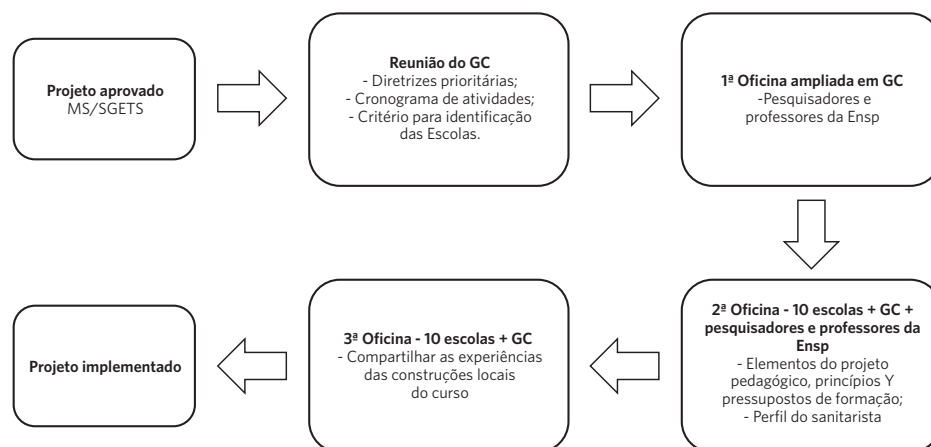 Projeto aprovado
MS/SGETS
Reunião do GC
- Diretrizes prioritárias;
- Cronograma de atividades;
- Critério para identificação
das Escolas.
1ª Oficina ampliada em GC
-Pesquisadores e
professores da Ensp
2ª Oficina - 10 escolas + GC +
pesquisadores e professores da
Ensp
- Elementos do projeto
pedagógico, princípios Y
pressupostos de formação;
- Perfil do sanitarista
3ª Oficina - 10 escolas + GC
- Compartilhar as experiências
das construções locais
do curso
Projeto implementado